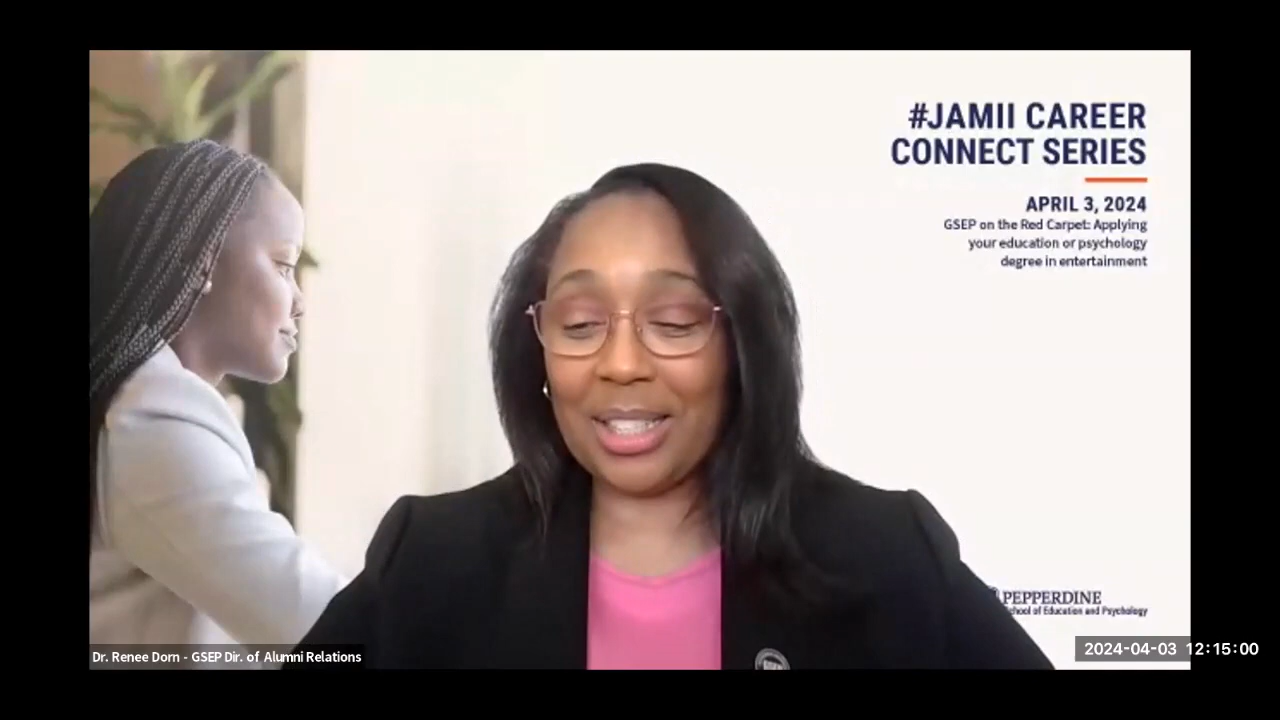 #JAMII CAREER
CONNECT SERIES
APRIL 3, 2024
GSEP on the Red Carpet: Applying
your education or psychology
degree in entertainment
PEPPERDINE
School of Education and Psychology
Dr. Renee Dorn - GSEP Dir. of Alumni Relations
2024-04-03 12:15:00